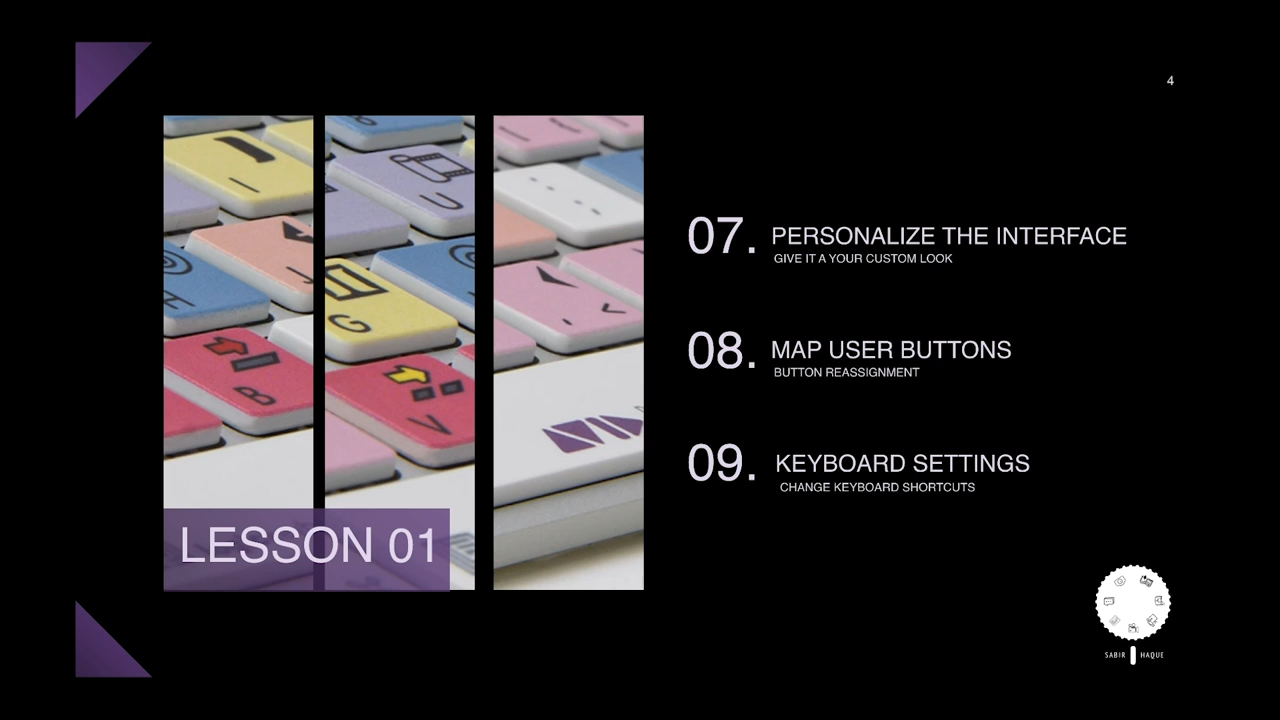 4
I
U
J
H
G
B
V
AVID
07. PERSONALIZE THE INTERFACE
GIVE IT A YOUR CUSTOM LOOK
08. MAP USER BUTTONS
BUTTON REASSIGNMENT
09. KEYBOARD SETTINGS
CHANGE KEYBOARD SHORTCUTS
LESSON 01
SABIR HAQUE